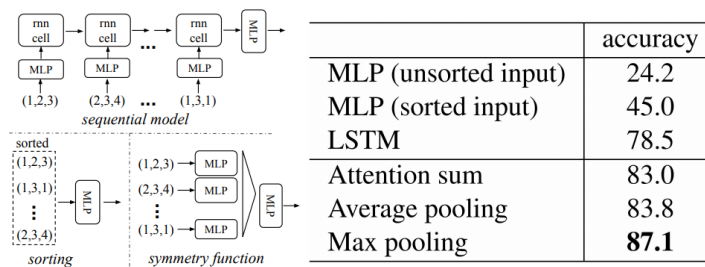 rnn cell
rnn cell
...
rnn cell
MLP
MLP
MLP
...
MLP
(1,2,3)
(2,3,4)
...
(1,3,1)
sequential model
sorted
(1,2,3)
(1,3,1)
⋮
(2,3,4)
MLP
sorting
(1,2,3)
MLP
(2,3,4)
MLP
⋮
(1,3,1)
MLP
MLP
symmetry function
accuracy
MLP (unsorted input) 24.2
MLP (sorted input) 45.0
LSTM 78.5
Attention sum 83.0
Average pooling 83.8
Max pooling 87.1